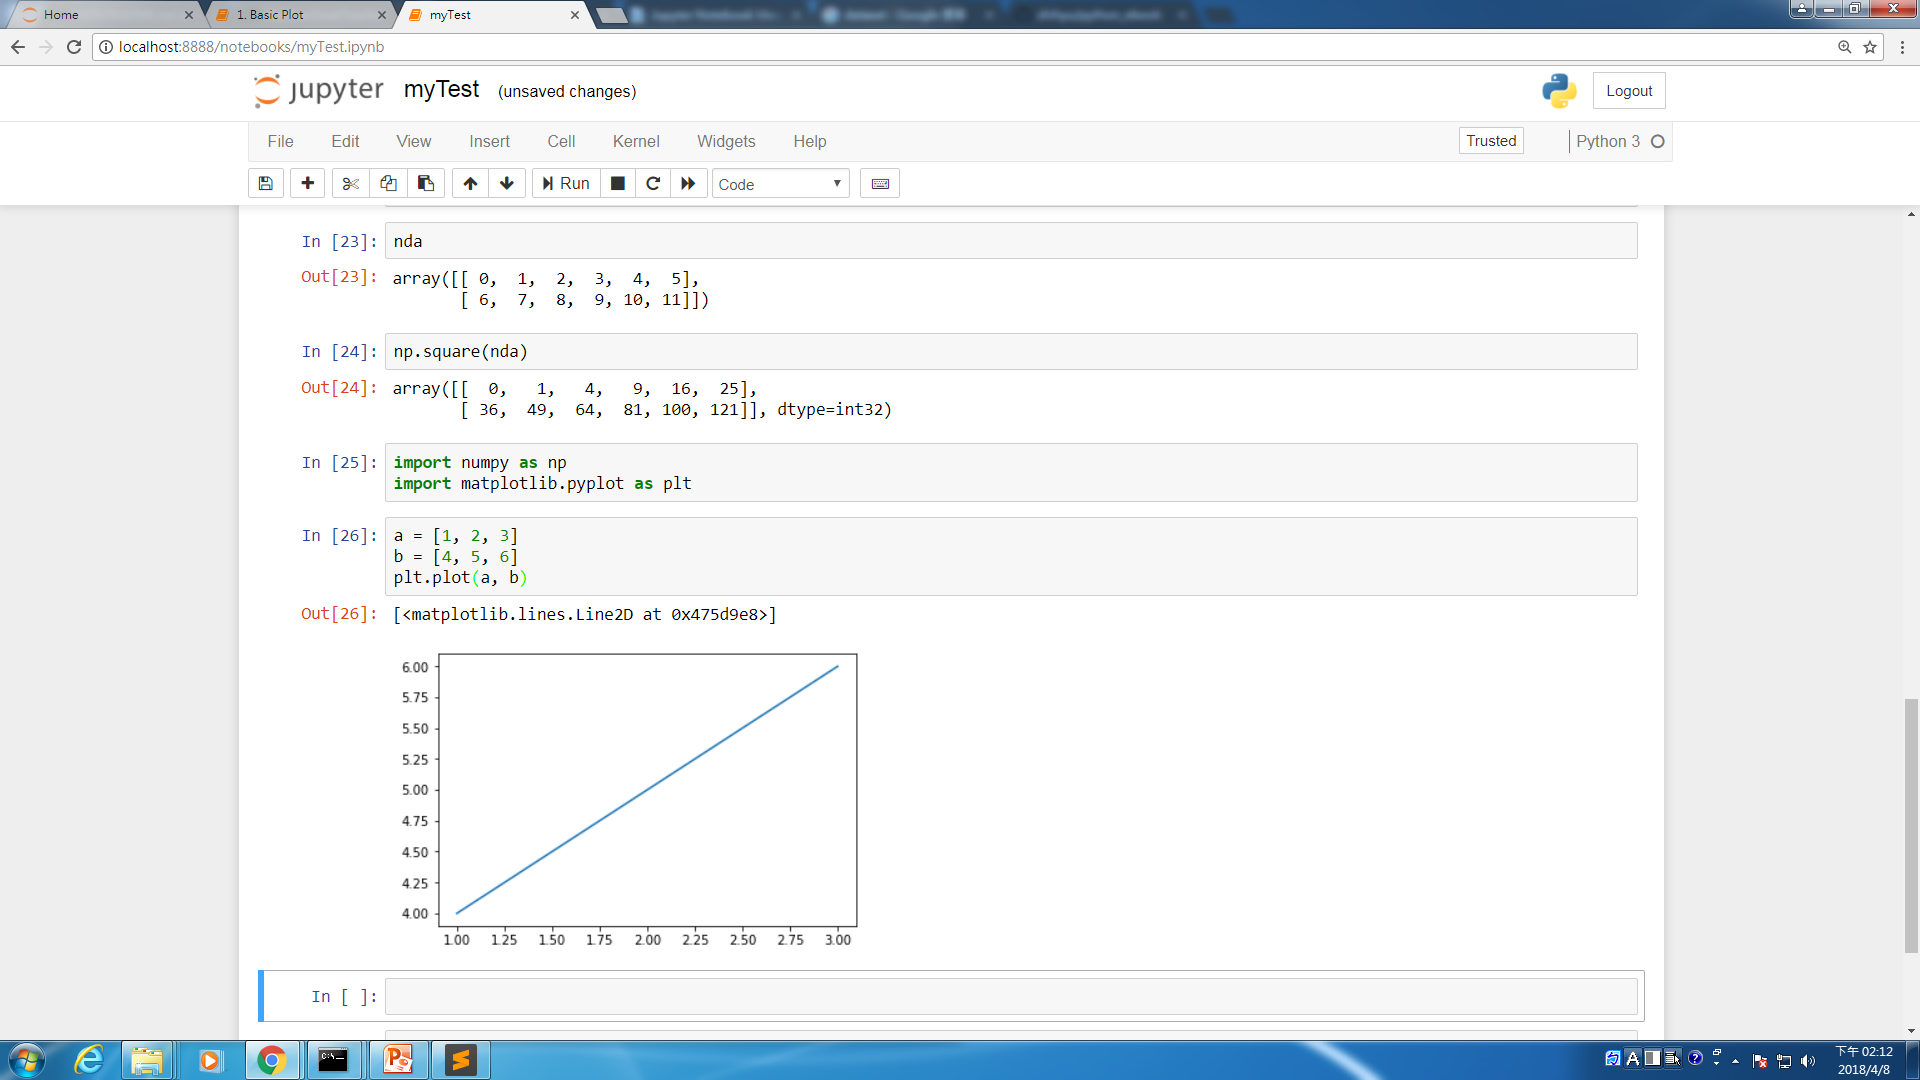 Home
1. Basic Plot
myTest
localhost:8888/notebooks/myTest.ipynb
jupyter myTest (unsaved changes)
Logout
File Edit View Insert Cell Kernel Widgets Help
Trusted
Python 3
Run
Code
In [23]: nda
Out[23]: array([[ 0, 1, 2, 3, 4, 5],
[ 6, 7, 8, 9, 10, 11]])
In [24]: np.square(nda)
Out[24]: array([[ 0, 1, 4, 9, 16, 25],
[ 36, 49, 64, 81, 100, 121]], dtype=int32)
In [25]: import numpy as np
import matplotlib.pyplot as plt
In [26]: a = [1, 2, 3]
b = [4, 5, 6]
plt.plot(a, b)
Out[26]: [<matplotlib.lines.Line2D at 0x475d9e8>]
6.00
5.75
5.50
5.25
5.00
4.75
4.50
4.25
4.00
1.00 1.25 1.50 1.75 2.00 2.25 2.50 2.75 3.00
In [ ]:
下午 02:12
2018/4/8